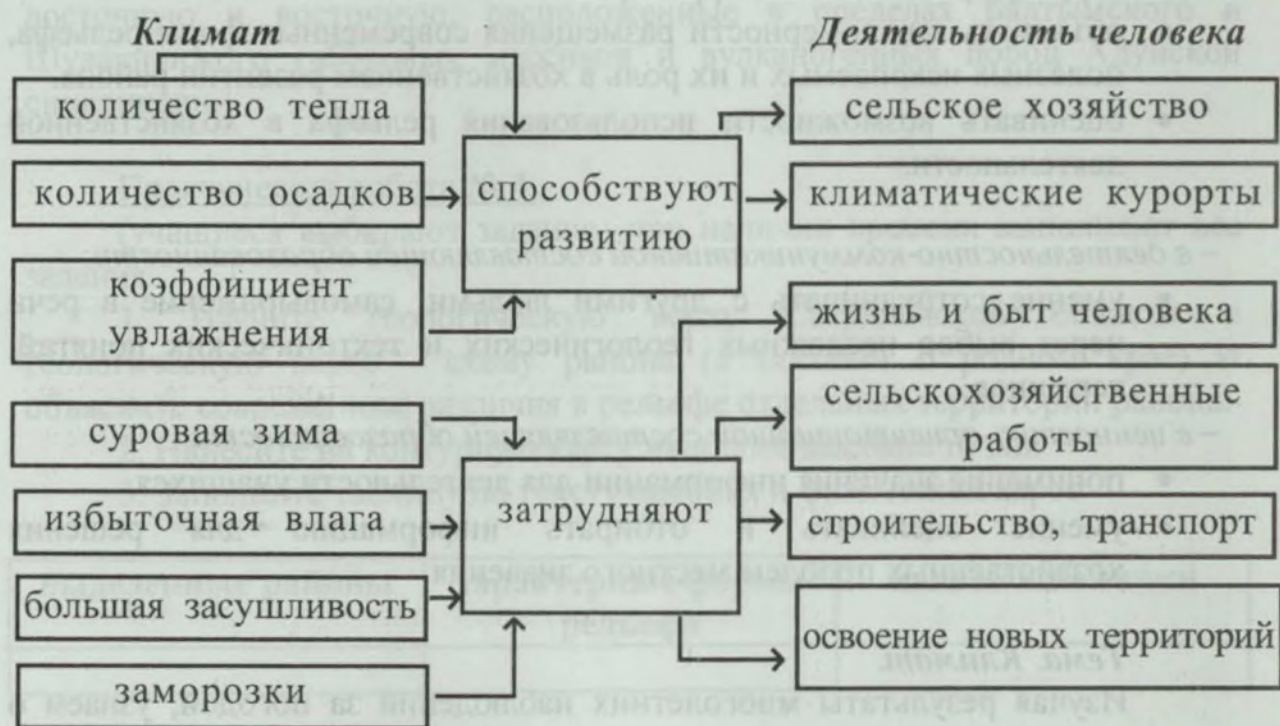 Климат
количество тепла
количество осадков
коэффициент
увлажнения
суровая зима
избыточная влага
большая засушливость
заморозки
способствуют
развитию
затрудняют
Деятельность человека
сельское хозяйство
климатические курорты
жизнь и быт человека
сельскохозяйственные
работы
строительство, транспорт
освоение новых территорий